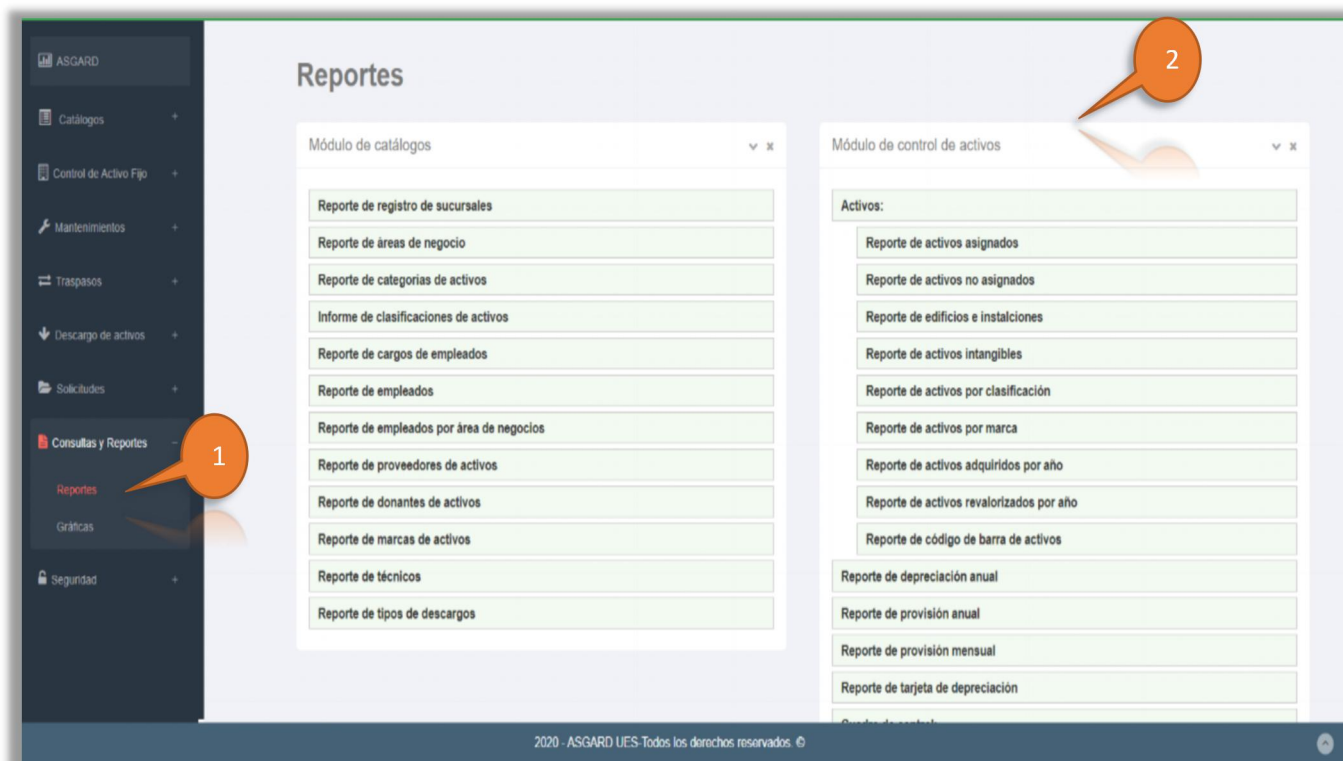 ASGARD
Catálogos
Control de Activo Fijo
Mantenimientos
Traspasos
Descargo de activos
Solicitudes
Consultas y Reportes
Reportes
Gráficas
Seguridad
1
2
Reportes
Módulo de catálogos
Reporte de registro de sucursales
Reporte de áreas de negocio
Reporte de categorias de activos
Informe de clasificaciones de activos
Reporte de cargos de empleados
Reporte de empleados
Reporte de empleados por área de negocios
Reporte de proveedores de activos
Reporte de donantes de activos
Reporte de marcas de activos
Reporte de técnicos
Reporte de tipos de descargos
Módulo de control de activos
Activos:
Reporte de activos asignados
Reporte de activos no asignados
Reporte de edificios e instalciones
Reporte de activos intangibles
Reporte de activos por clasificación
Reporte de activos por marca
Reporte de activos adquiridos por año
Reporte de activos revalorizados por año
Reporte de código de barra de activos
Reporte de depreciación anual
Reporte de provisión anual
Reporte de provisión mensual
Reporte de tarjeta de depreciación
2020 - ASGARD UES-Todos los derechos reservados. ©